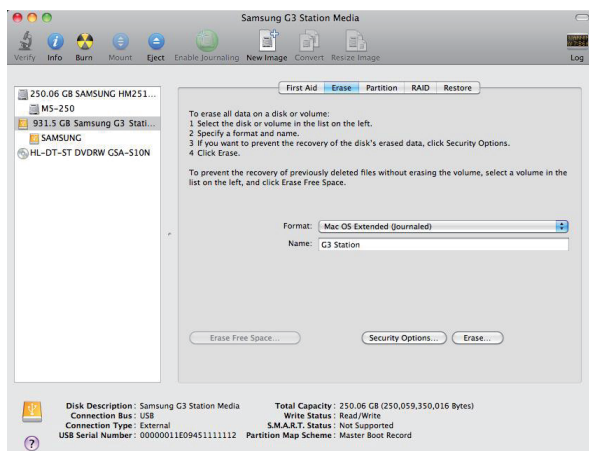 Samsung G3 Station Media
Verify Info Burn Mount Eject Enable Journaling New Image Convert Resize Image Log
First Aid Erase Partition RAID Restore
250.06 GB SAMSUNG HM251...
MS-250
931.5 GB Samsung G3 Stati...
SAMSUNG
HL-DT-ST DVDRW GSA-S10N
To erase all data on a disk or volume:
1 Select the disk or volume in the list on the left.
2 Specify a format and name.
3 If you want to prevent the recovery of the disk's erased data, click Security Options.
4 Click Erase.
To prevent the recovery of previously deleted files without erasing the volume, select a volume in the
list on the left, and click Erase Free Space.
Format: Mac OS Extended (Journaled)
Name: G3 Station
Erase Free Space... Security Options... Erase...
Disk Description : Samsung G3 Station Media Total Capacity : 250.06 GB (250,059,350,016 Bytes)
Connection Bus : USB Write Status : Read/Write
Connection Type : External S.M.A.R.T. Status : Not Supported
USB Serial Number : 00000011E09451111112 Partition Map Scheme : Master Boot Record
?